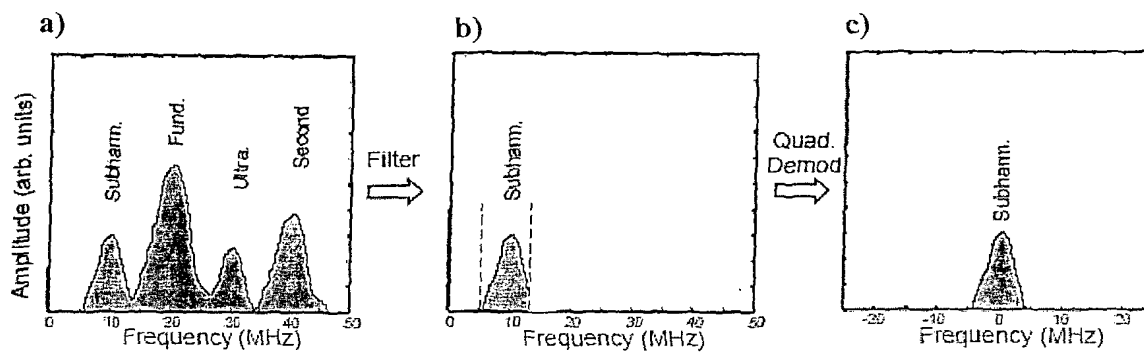 a)
Amplitude (arb. units)
Subharm.
Fund.
Ultra.
Second
0 10 20 30 40 50
Frequency (MHz)
Filter
b)
Subharm.
0 10 20 30 40 50
Frequency (MHz)
Quad.
Demod
c)
Subharm.
-20 -10 0 10 20
Frequency (MHz)